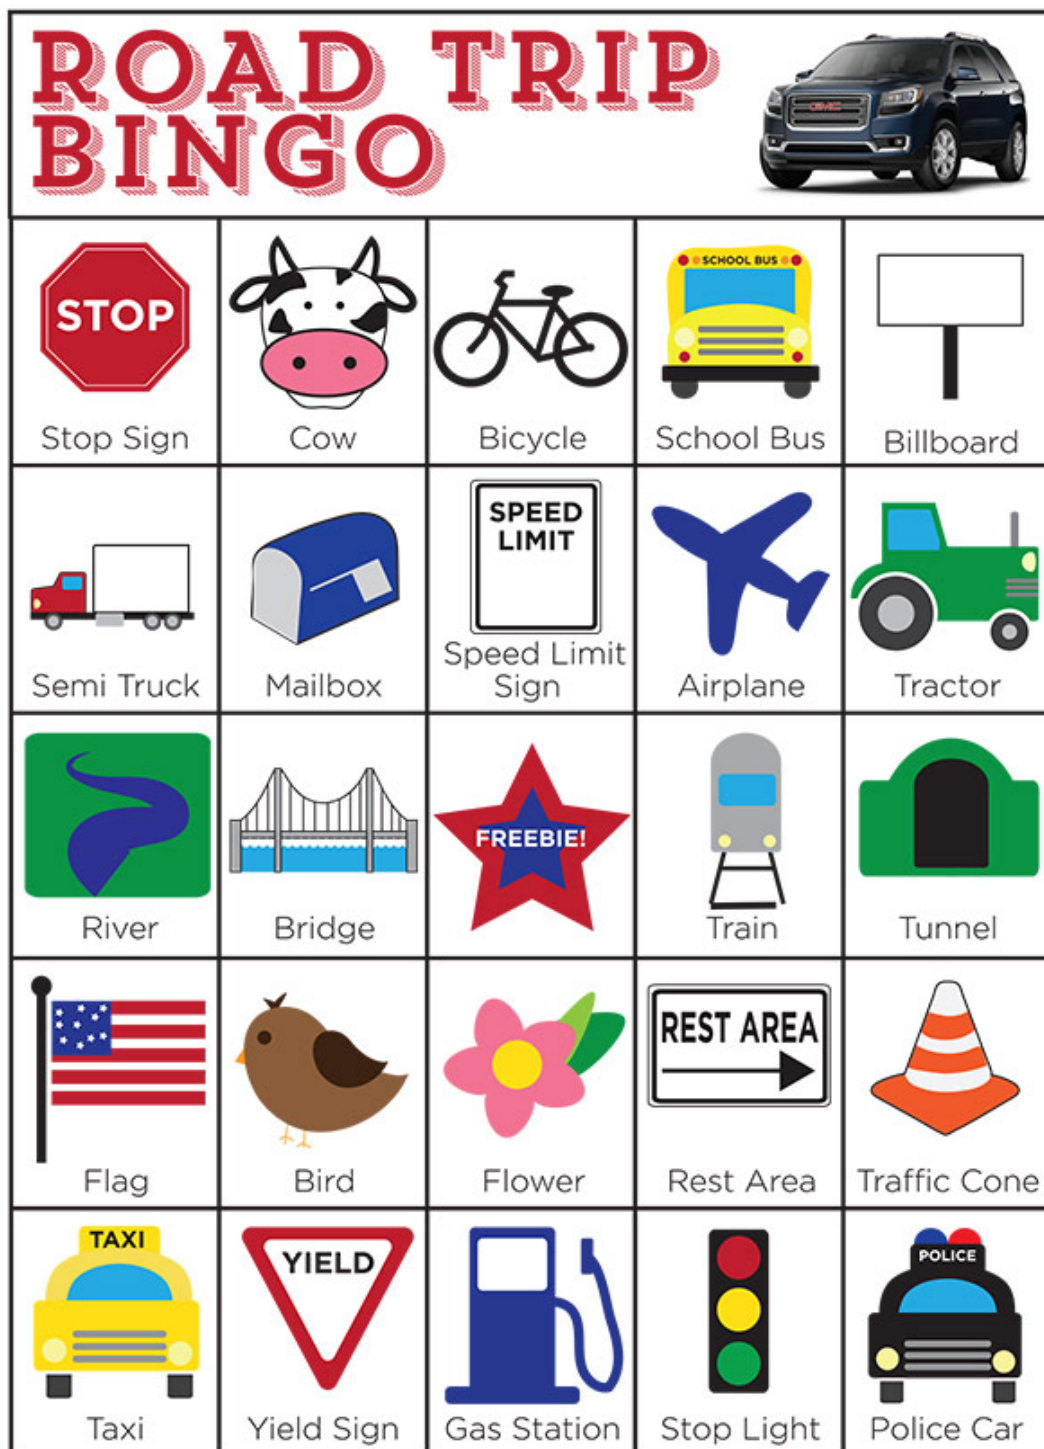 ROAD TRIP
BINGO
GMC
STOP
Stop Sign
Cow
Bicycle
SCHOOL BUS
School Bus
Billboard
Semi Truck
Mailbox
SPEED
LIMIT
Speed Limit
Sign
Airplane
Tractor
River
Bridge
FREEBIE!
Train
Tunnel
Flag
Bird
Flower
REST AREA
Rest Area
Traffic Cone
TAXI
Taxi
YIELD
Yield Sign
Gas Station
Stop Light
POLICE
Police Car